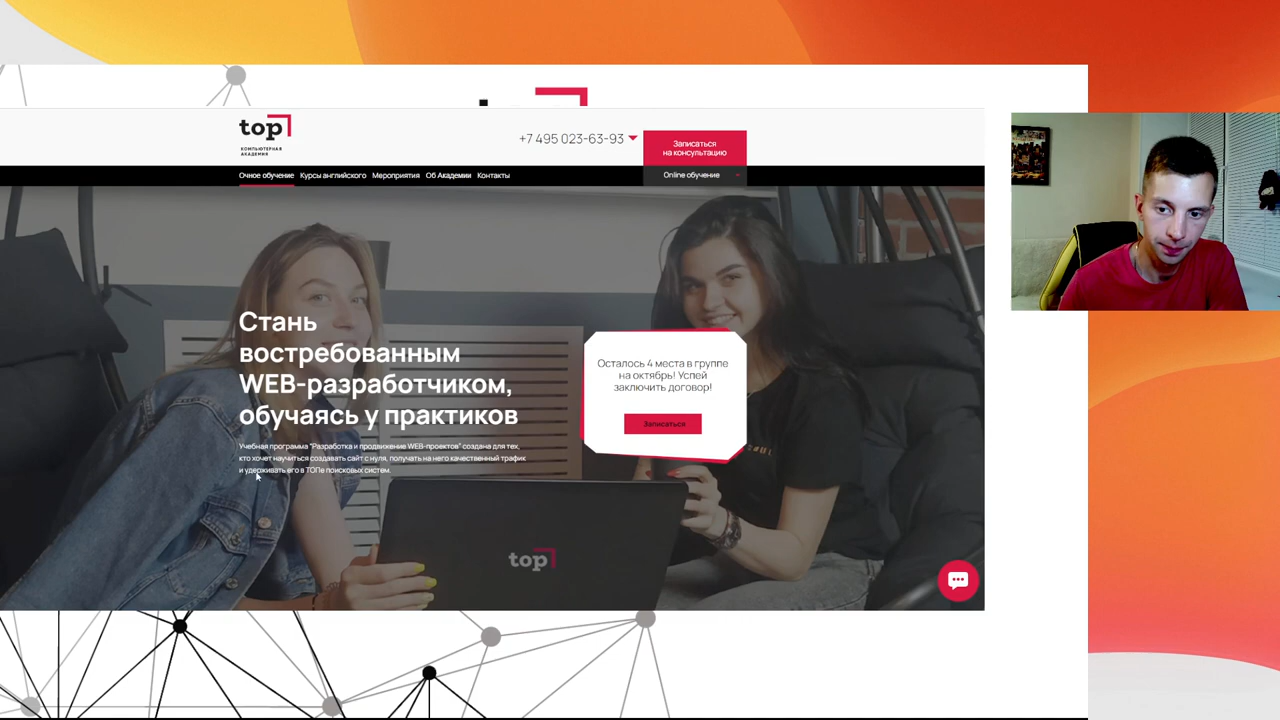 top
КОМПЬЮТЕРНАЯ
АКАДЕМИЯ
+7 495 023-63-93
Записаться
на консультацию
Очное обучение Курсы английского Мероприятия Об Академии Контакты
Online обучение
Стань
востребованным
WEB-разработчиком,
обучаясь у практиков
Учебная программа "Разработка и продвижение WEB-проектов" создана для тех,
кто хочет научиться создавать сайт с нуля, получать на него качественный трафик
и удерживать его в ТОПе поисковых систем.
Осталось 4 места в группе
на октябрь! Успей
заключить договор!
Записаться
top